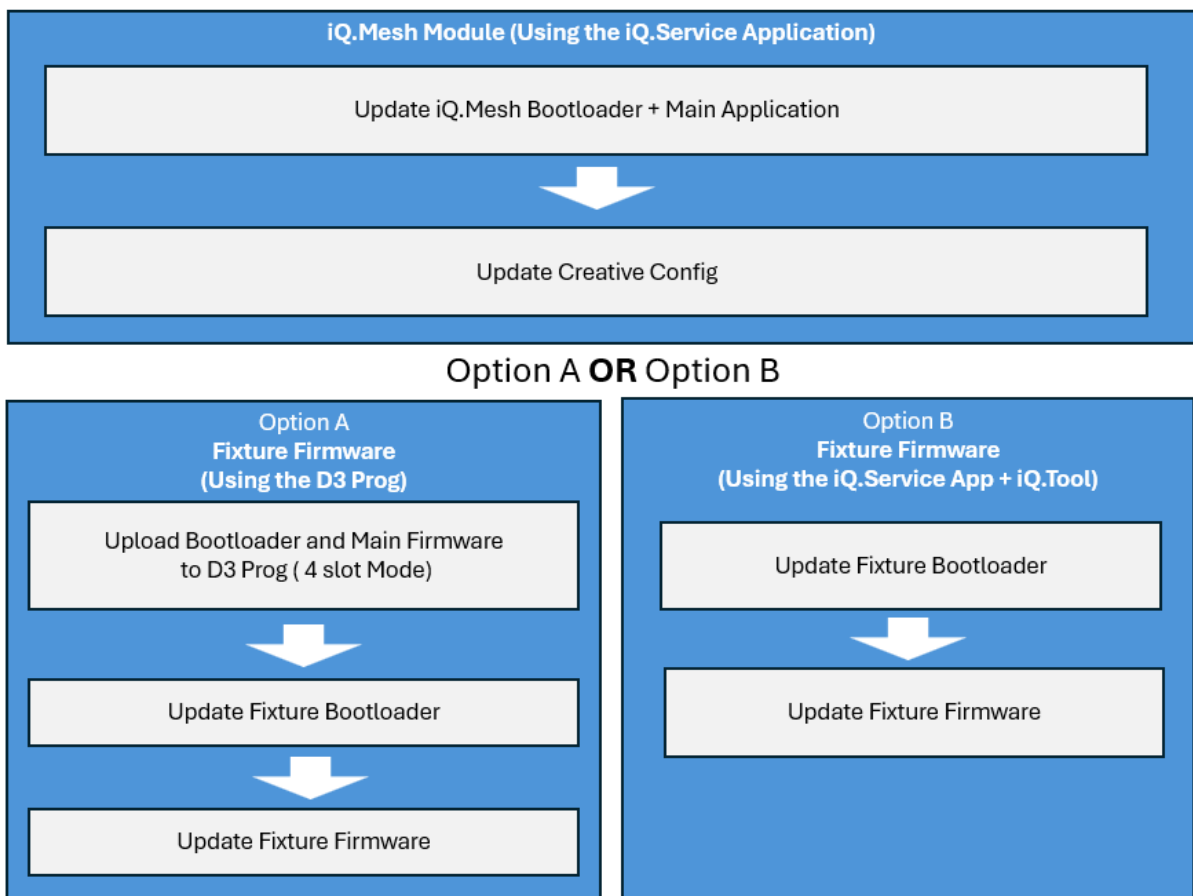 iQ.Mesh Module (Using the iQ.Service Application)
Update iQ.Mesh Bootloader + Main Application
Update Creative Config
Option A OR Option B
Option A
Fixture Firmware
(Using the D3 Prog)
Upload Bootloader and Main Firmware
to D3 Prog ( 4 slot Mode)
Update Fixture Bootloader
Update Fixture Firmware
Option B
Fixture Firmware
(Using the iQ.Service App + iQ.Tool)
Update Fixture Bootloader
Update Fixture Firmware